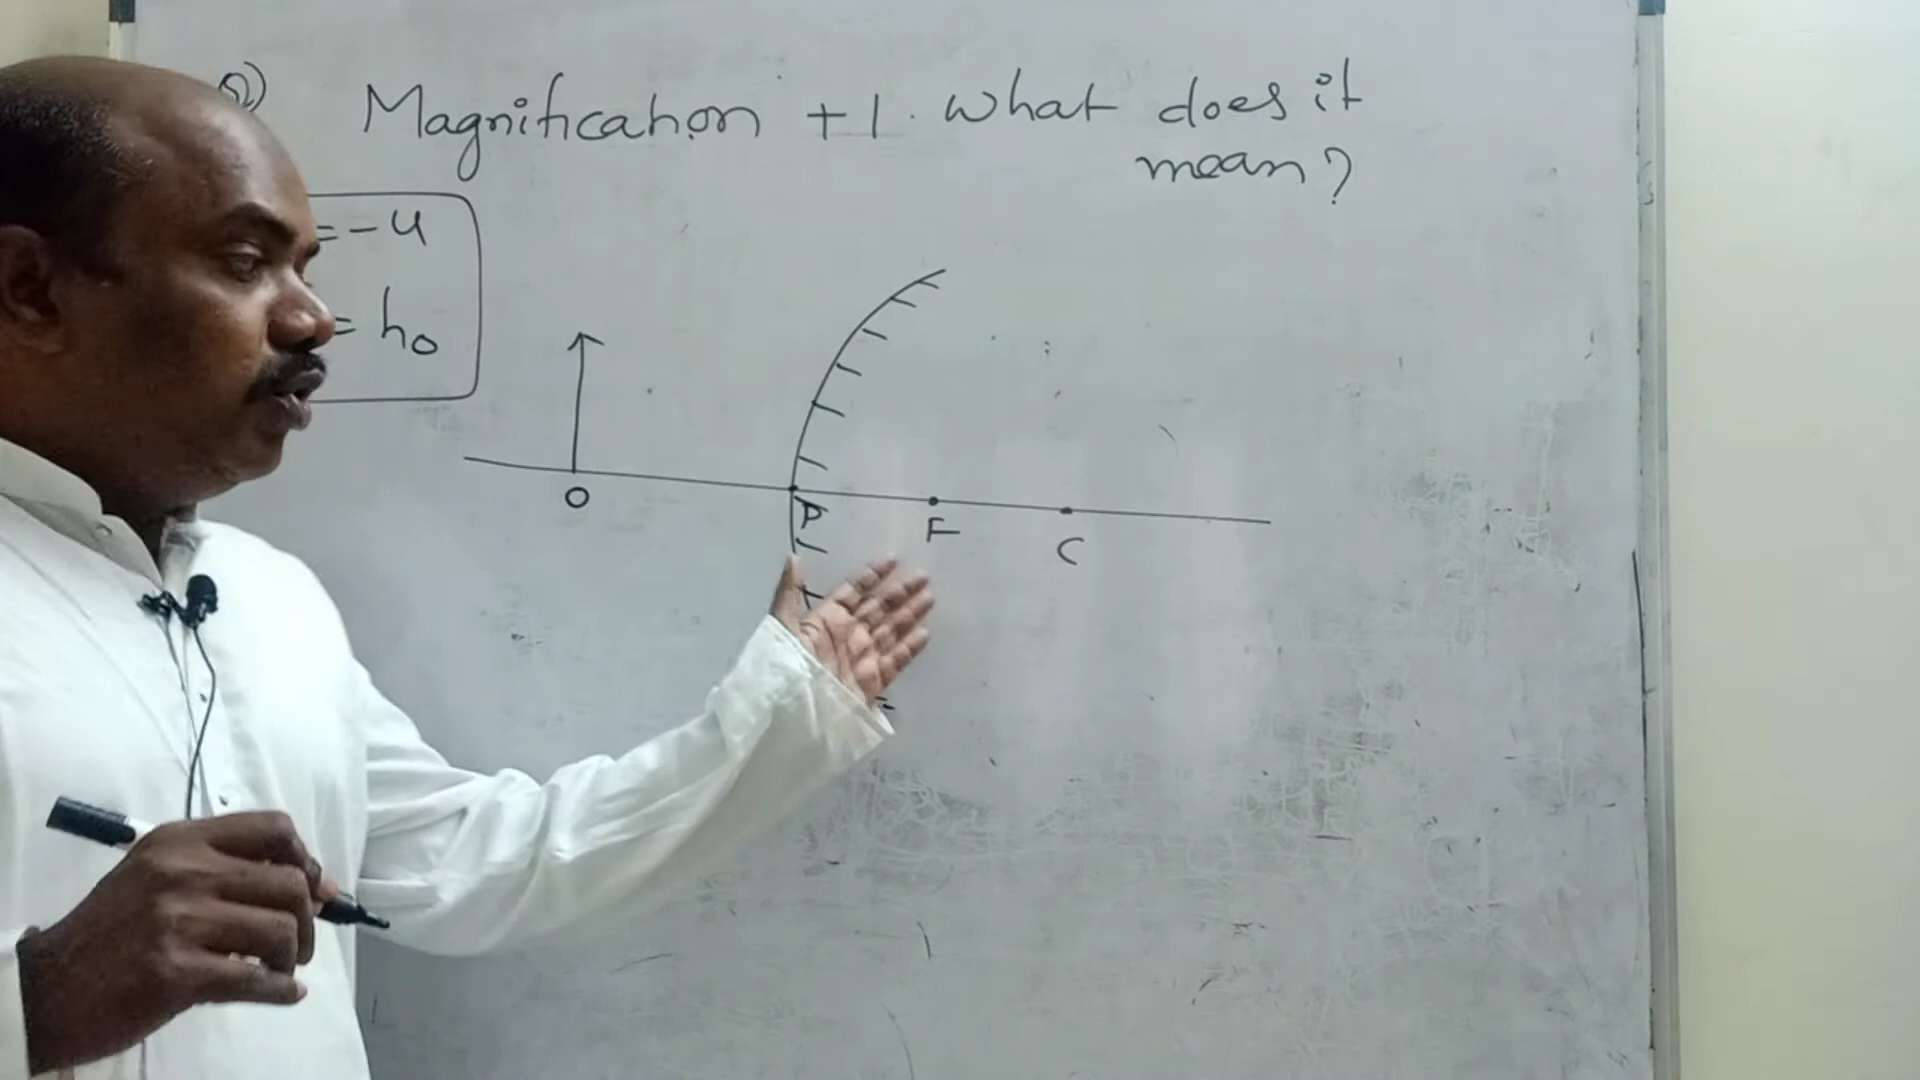 Q) Magnification +1. what does it
mean?
= -u
= ho
O
P
F
C